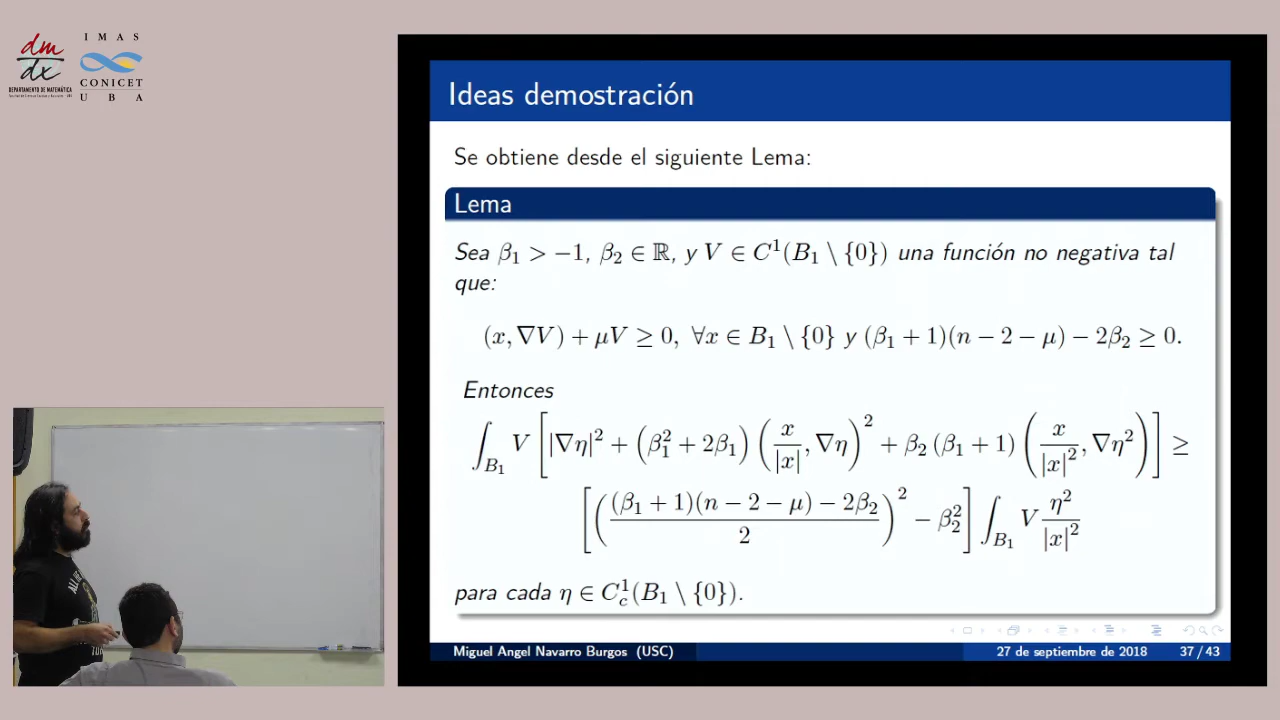 dm
dx
DEPARTAMENTO DE MATEMÁTICA
I M A S
CONICET
U B A
Ideas demostración
Se obtiene desde el siguiente Lema:
Lema
Sea β₁ > −1, β₂ ∈ ℝ, y V ∈ C¹(B₁ \ {0}) una función no negativa tal
que:
(x, ∇V) + μV ≥ 0, ∀x ∈ B₁ \ {0} y (β₁ + 1)(n − 2 − μ) − 2β₂ ≥ 0.
Entonces
∫_{B₁} V [ |∇η|² + (β₁² + 2β₁) (x/|x|, ∇η)² + β₂ (β₁ + 1) (x/|x|², ∇η²) ] ≥
[ ( ((β₁ + 1)(n − 2 − μ) − 2β₂)/2 )² − β₂² ] ∫_{B₁} V η²/|x|²
para cada η ∈ C_c¹(B₁ \ {0}).
Miguel Angel Navarro Burgos (USC) 27 de septiembre de 2018 37 / 43